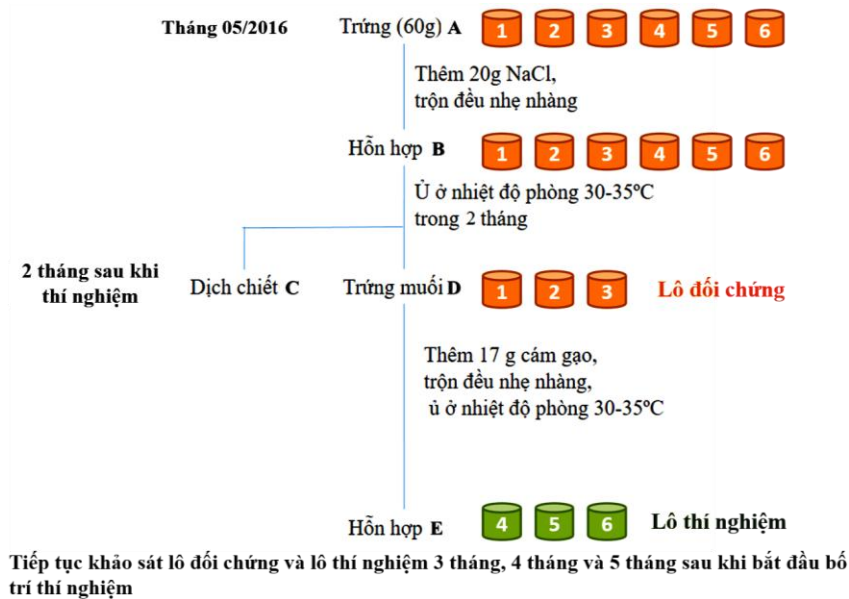 Tháng 05/2016 Trứng (60g) A 1 2 3 4 5 6
Thêm 20g NaCl,
trộn đều nhẹ nhàng
Hỗn hợp B 1 2 3 4 5 6
Ủ ở nhiệt độ phòng 30-35ºC
trong 2 tháng
2 tháng sau khi
thí nghiệm
Dịch chiết C Trứng muối D 1 2 3 Lô đối chứng
Thêm 17 g cám gạo,
trộn đều nhẹ nhàng,
ủ ở nhiệt độ phòng 30-35ºC
Hỗn hợp E 4 5 6 Lô thí nghiệm
Tiếp tục khảo sát lô đối chứng và lô thí nghiệm 3 tháng, 4 tháng và 5 tháng sau khi bắt đầu bố
trí thí nghiệm